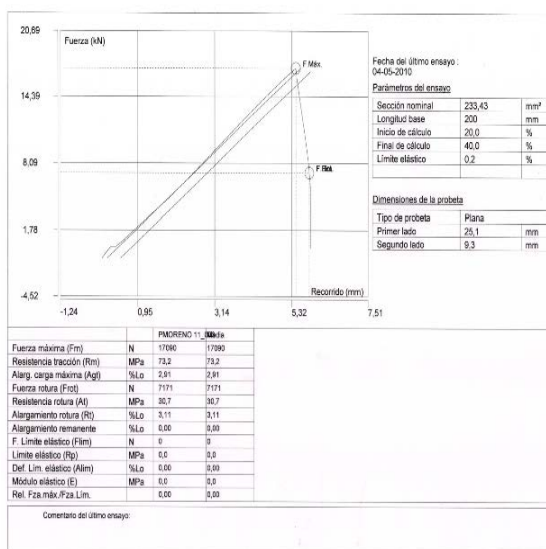 20,69
Fuerza (kN)
F.Máx.
14,39
8,09
F.Rot.
1,78
Recorrido (mm)
-4,52
-1,24 0,95 3,14 5,32 7,51
Fecha del último ensayo :
04-05-2010
Parámetros del ensayo
Sección nominal 233,43 mm²
Longitud base 200 mm
Inicio de cálculo 20,0 %
Final de cálculo 40,0 %
Límite elástico 0,2 %
Dimensiones de la probeta
Tipo de probeta Plana
Primer lado 25,1 mm
Segundo lado 9,3 mm
PMORENO 11_
Fuerza máxima (Fm) N 17090 17090
Resistencia tracción (Rm) MPa 73,2 73,2
Alarg. carga máxima (Agt) %Lo 2,91 2,91
Fuerza rotura (Frot) N 7171 7171
Resistencia rotura (At) MPa 30,7 30,7
Alargamiento rotura (Rt) %Lo 3,11 3,11
Alargamiento remanente %Lo 0,00 0,00
F. Límite elástico (Flim) N 0 0
Límite elástico (Rp) MPa 0,0 0,0
Def. Lím. elástico (Alim) %Lo 0,00 0,00
Módulo elástico (E) MPa 0,0 0,0
Rel. Fza.máx./Fza.Lím. 0,00 0,00
Comentario del último ensayo: